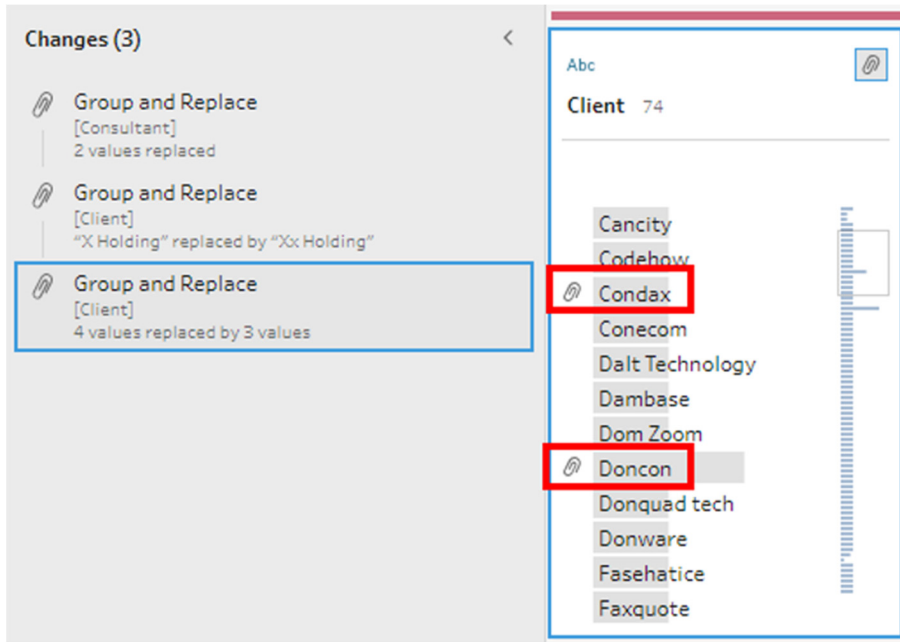 Changes (3)
Group and Replace
[Consultant]
2 values replaced
Group and Replace
[Client]
"X Holding" replaced by "Xx Holding"
Group and Replace
[Client]
4 values replaced by 3 values
Abc
Client 74
Cancity
Codehow
Condax
Conecom
Dalt Technology
Dambase
Dom Zoom
Doncon
Donquad tech
Donware
Fasehatice
Faxquote